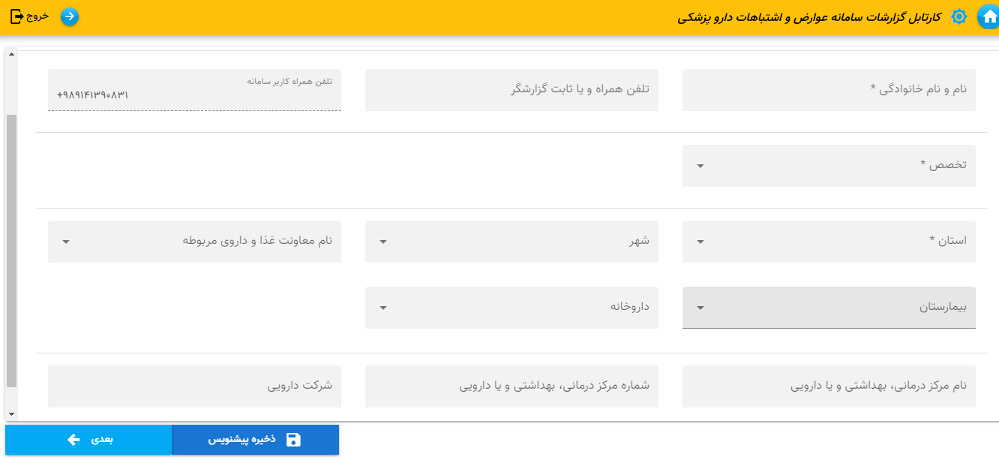 کارتابل گزارشات سامانه عوارض و اشتباهات دارو پزشکی
خروج
نام و نام خانوادگی *
تلفن همراه و یا ثابت گزارشگر
تلفن همراه کاربر سامانه
+۹۸۹۱۴۱۳۹۰۸۳۱
تخصص *
استان *
شهر
نام معاونت غذا و داروی مربوطه
بیمارستان
داروخانه
نام مرکز درمانی، بهداشتی و یا دارویی
شماره مرکز درمانی، بهداشتی و یا دارویی
شرکت دارویی
ذخیره پیشنویس
بعدی